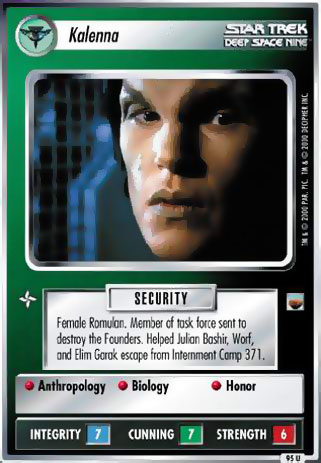 Kalenna
STAR TREK
DEEP SPACE NINE
TM & © 2000 PAR. PIC. TM & © 2000 DECIPHER INC.
SECURITY
Female Romulan. Member of task force sent to
destroy the Founders. Helped Julian Bashir, Worf,
and Elim Garak escape from Internment Camp 371.
Anthropology Biology Honor
INTEGRITY 7 CUNNING 7 STRENGTH 6
95 U